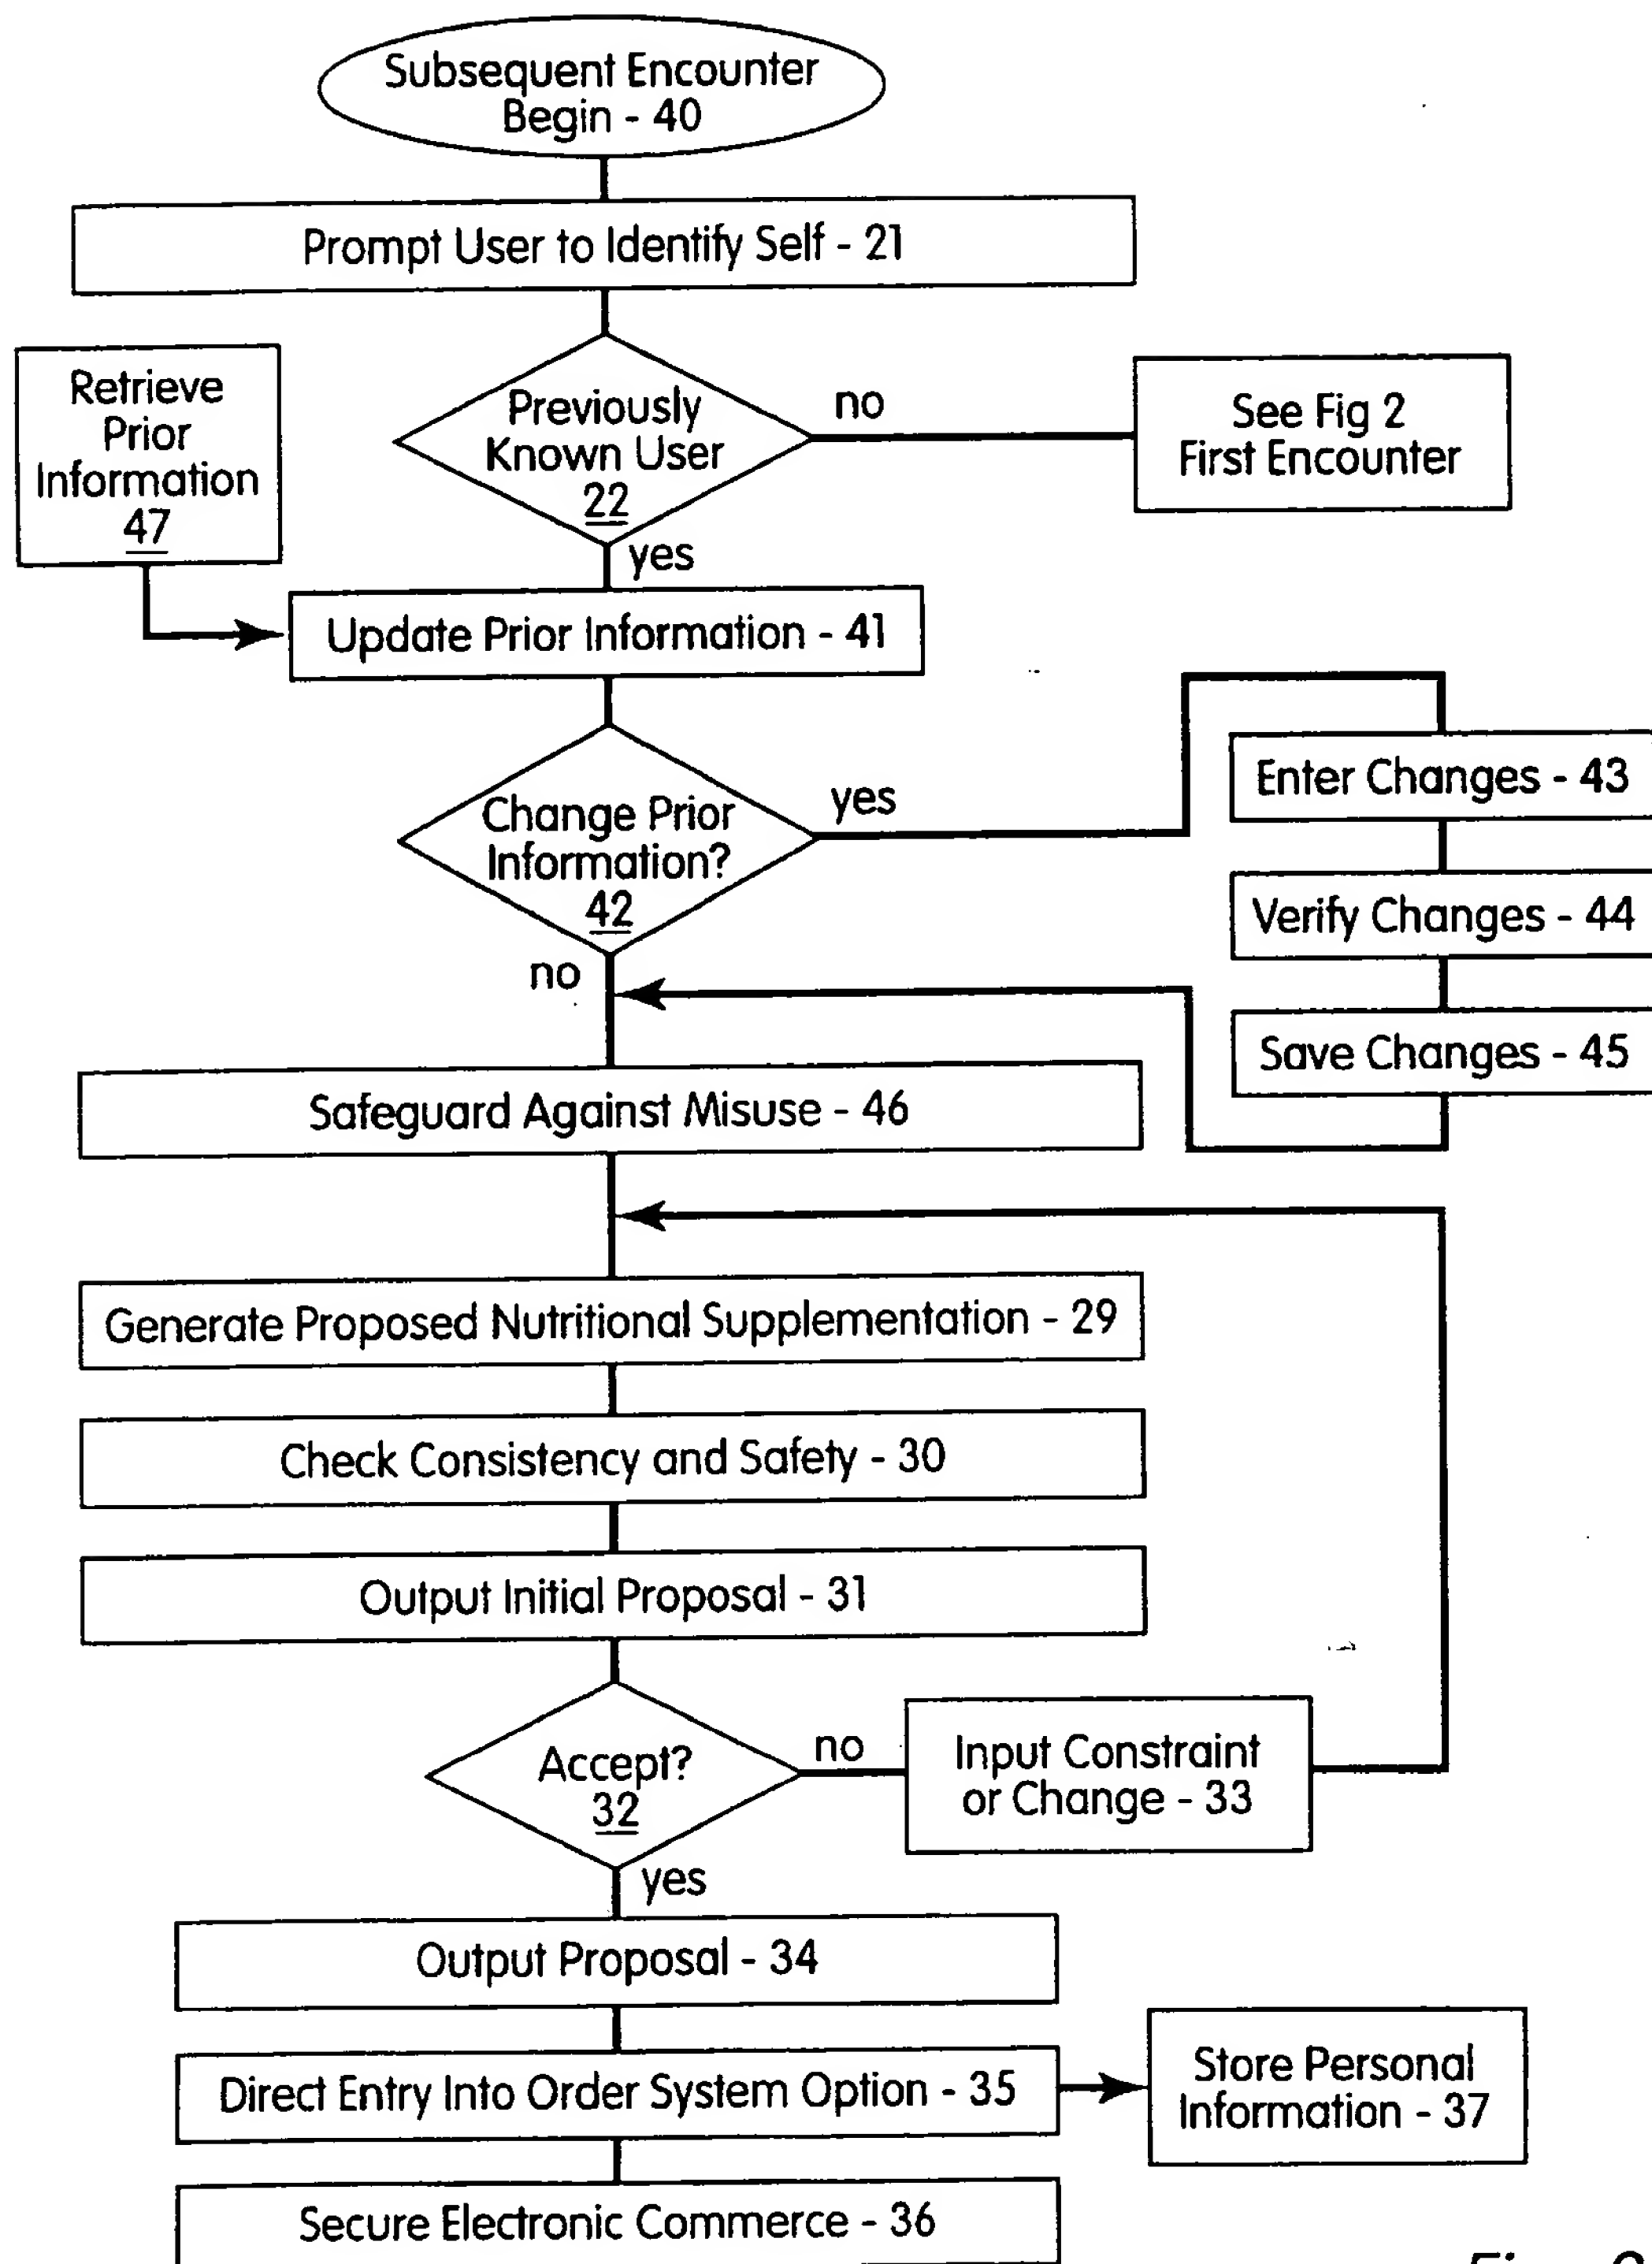 Subsequent Encounter
Begin - 40
Prompt User to Identify Self - 21
Retrieve
Prior
Information
47
Previously
Known User
22
no
See Fig 2
First Encounter
yes
Update Prior Information - 41
Change Prior
Information?
42
yes
Enter Changes - 43
Verify Changes - 44
Save Changes - 45
no
Safeguard Against Misuse - 46
Generate Proposed Nutritional Supplementation - 29
Check Consistency and Safety - 30
Output Initial Proposal - 31
Accept?
32
no
Input Constraint
or Change - 33
yes
Output Proposal - 34
Direct Entry Into Order System Option - 35
Store Personal
Information - 37
Secure Electronic Commerce - 36